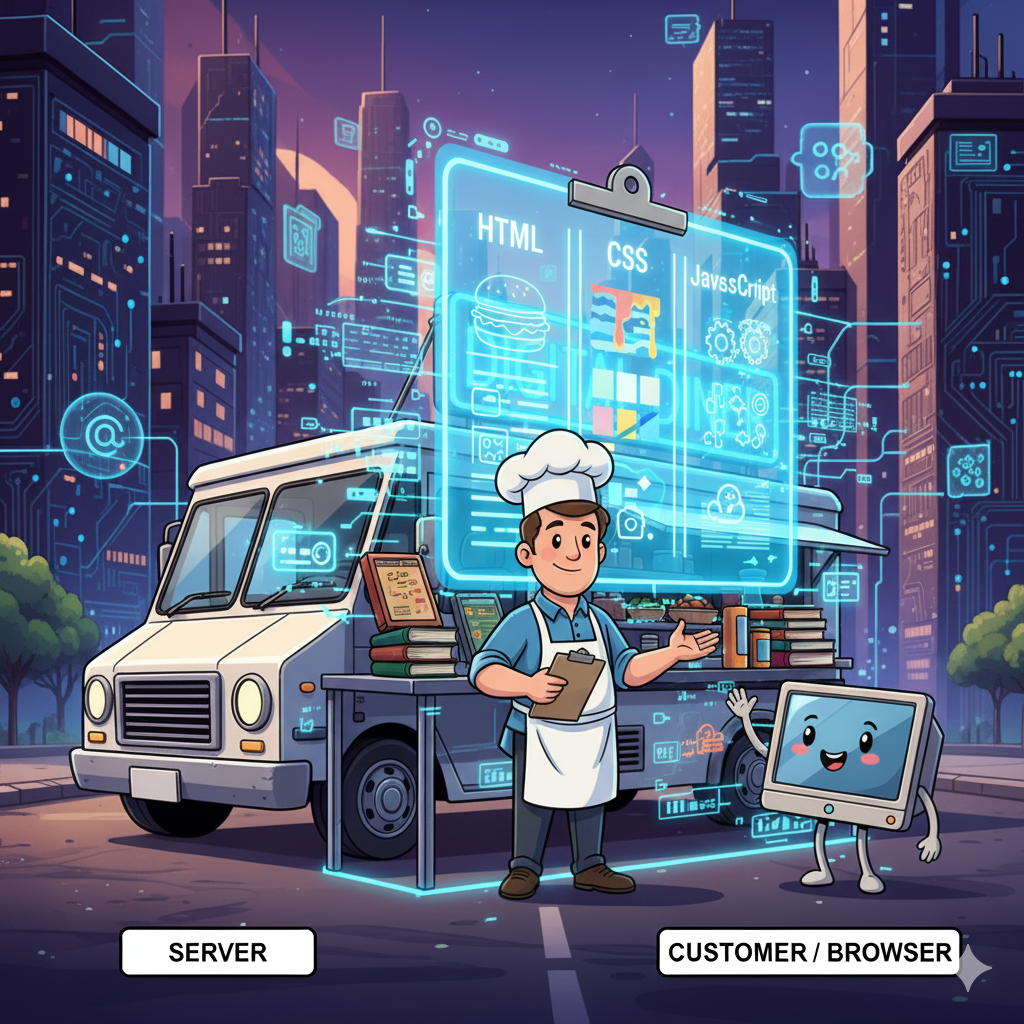 HTML
CSS
JavssCript
@
SERVER
CUSTOMER / BROWSER